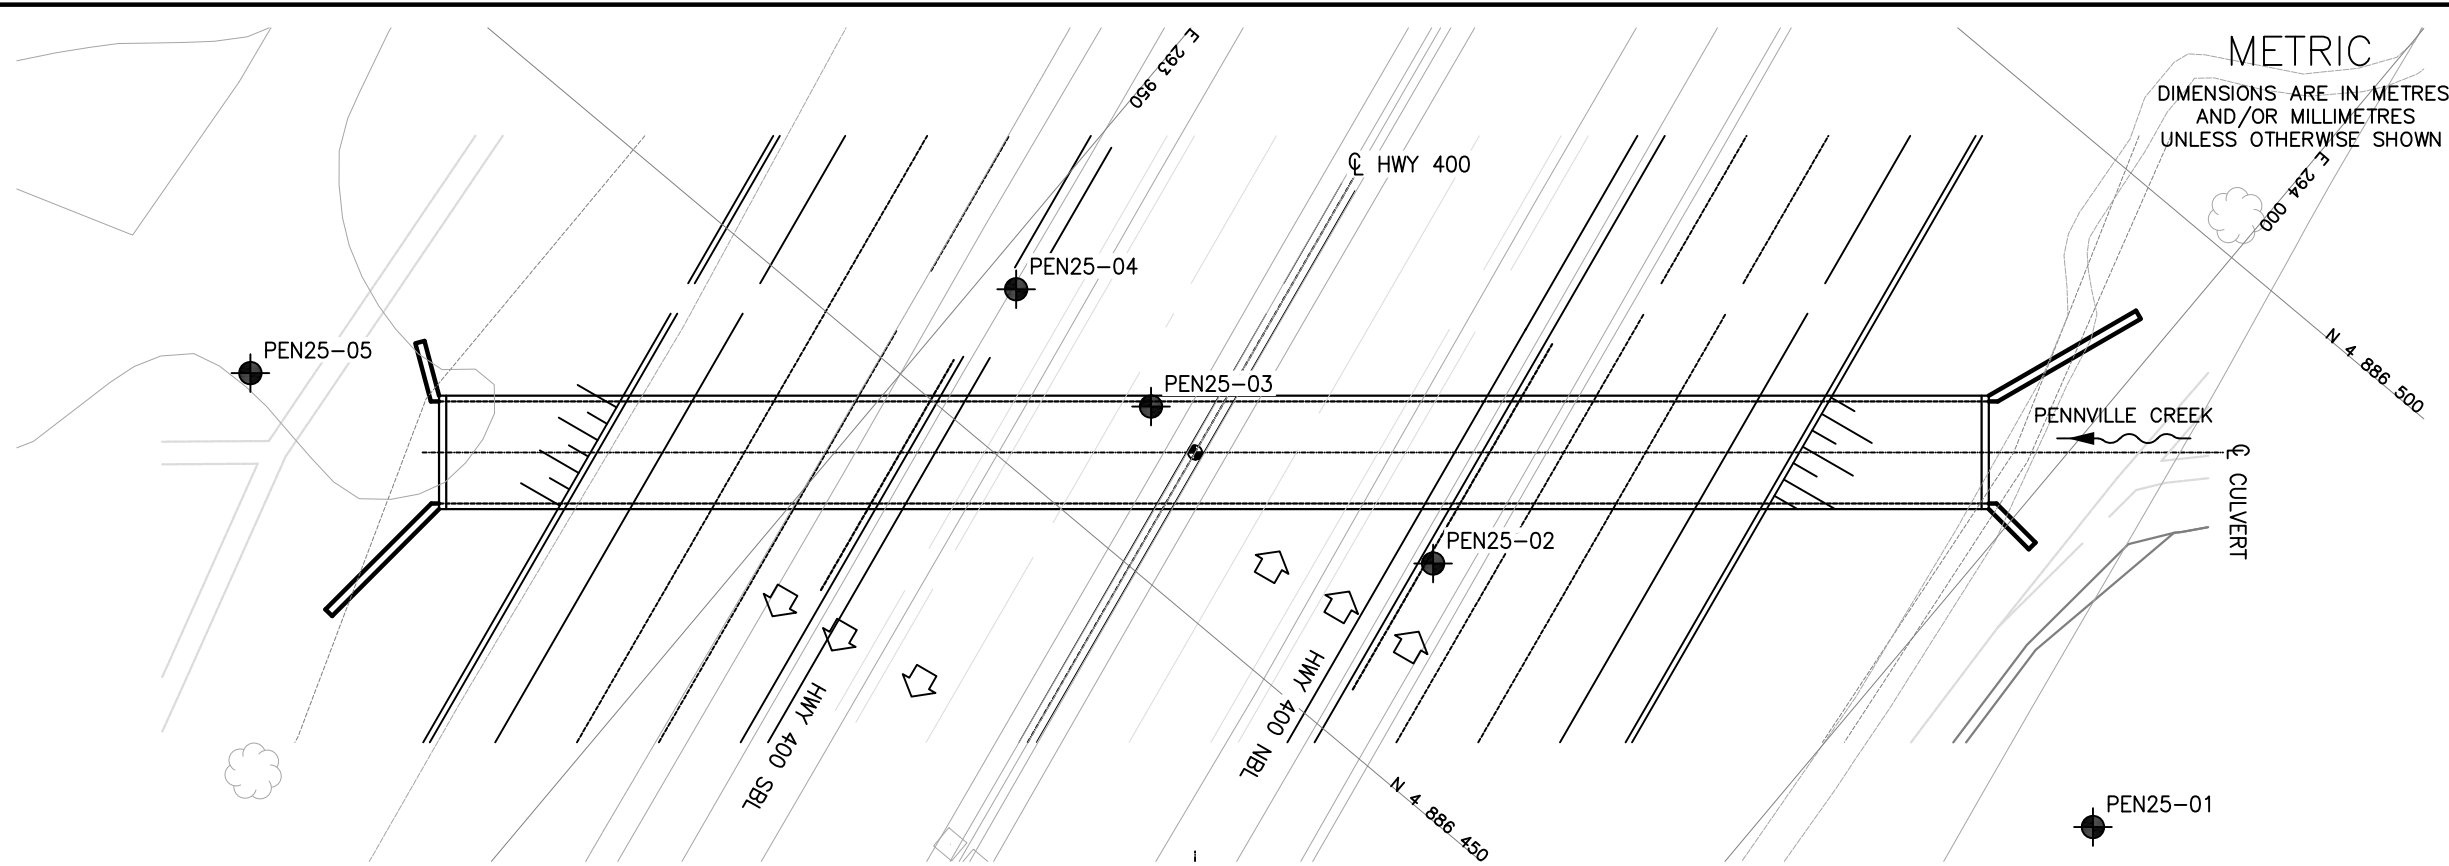 METRIC
DIMENSIONS ARE IN METRES
AND/OR MILLIMETRES
UNLESS OTHERWISE SHOWN
E 293 950
℄ HWY 400
E 294 000
PEN25-04
PEN25-05
PEN25-03
N 4 886 500
PENNVILLE CREEK
℄ CULVERT
PEN25-02
HWY 400 SBL
HWY 400 NBL
N 4 886 450
PEN25-01